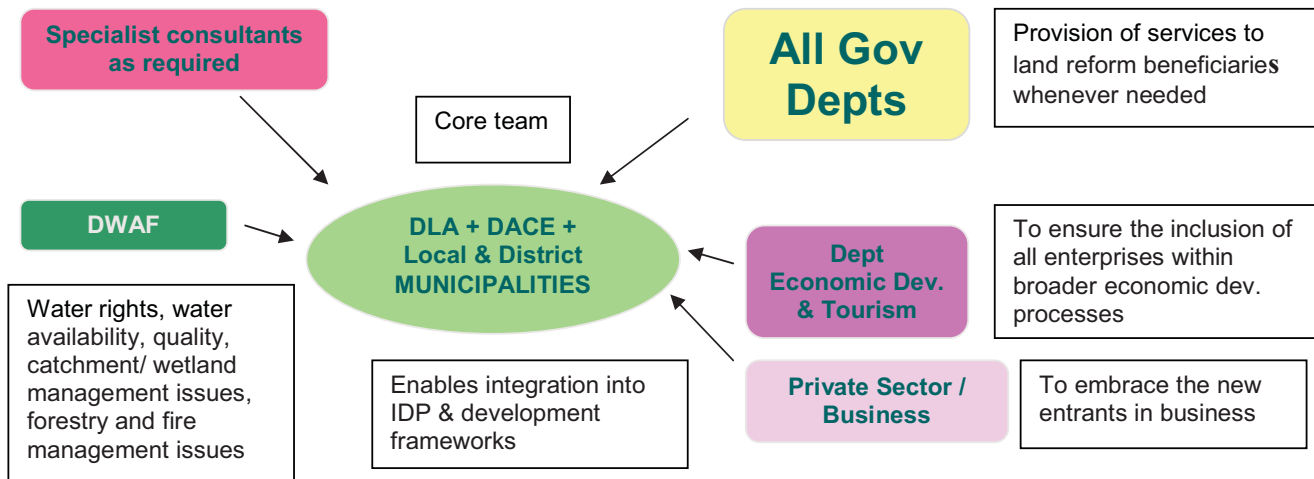 Specialist consultants
as required
All Gov
Depts
Provision of services to
land reform beneficiaries
whenever needed
Core team
DWAF
DLA + DACE +
Local & District
MUNICIPALITIES
Dept
Economic Dev.
& Tourism
To ensure the inclusion of
all enterprises within
broader economic dev.
processes
Water rights, water
availability, quality,
catchment/ wetland
management issues,
forestry and fire
management issues
Enables integration into
IDP & development
frameworks
Private Sector /
Business
To embrace the new
entrants in business